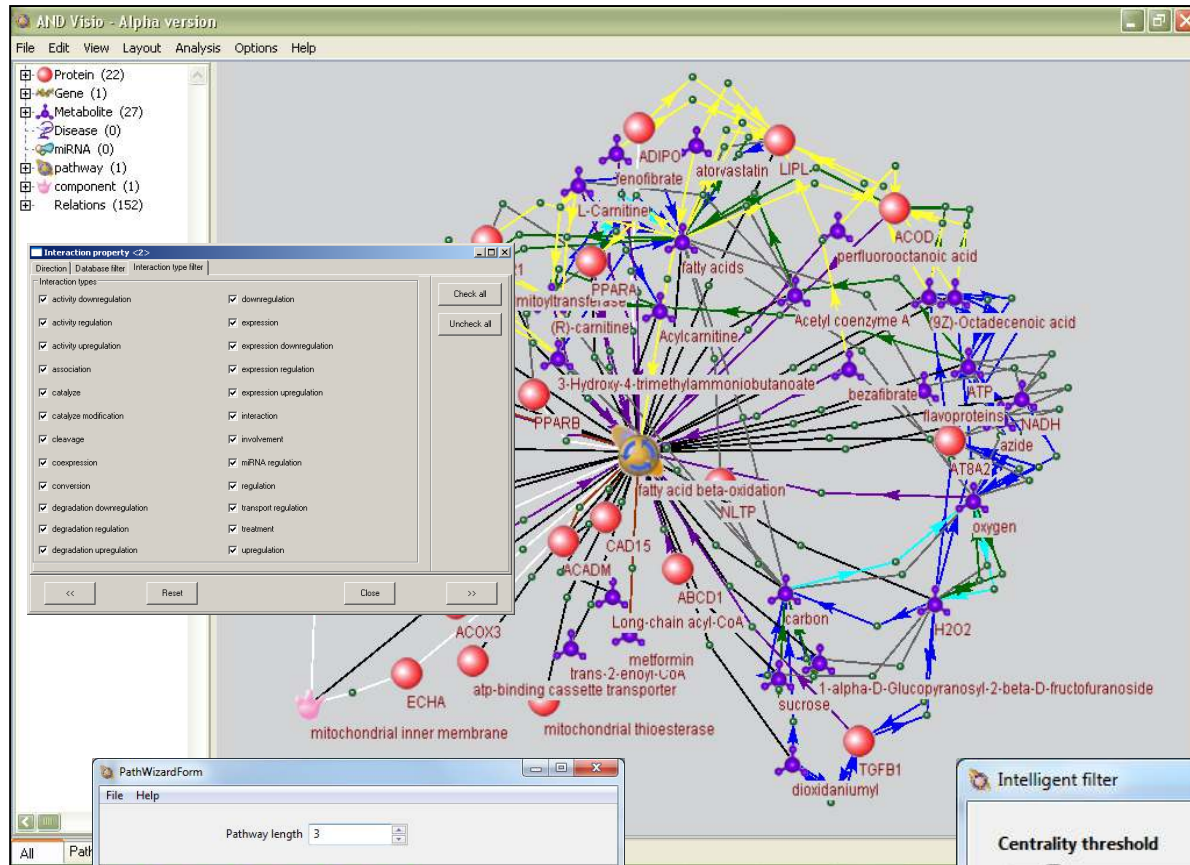 AND Visio - Alpha version
File Edit View Layout Analysis Options Help
Protein (22)
Gene (1)
Metabolite (27)
Disease (0)
miRNA (0)
pathway (1)
component (1)
Relations (152)
ADIPO
LIPL
fenofibrate
atorvastatin
L-Carnitine
ACOD
perfluorooctanoic acid
fatty acids
PPARA
mitoyltransferase
(R)-carnitine
Acylcarnitine
Acetyl coenzyme A
(9Z)-Octadecenoic acid
3-Hydroxy-4-trimethylammoniobutanoate
bezafibrate
ATP
flavoproteins
NADH
azide
PPARB
AT8A2
fatty acid beta-oxidation
NLTP
oxygen
CAD15
ACADM
ABCD1
Long-chain acyl-CoA
carbon
H2O2
ACOX3
metformin
trans-2-enoyl-CoA
atp-binding cassette transporter
ECHA
1-alpha-D-Glucopyranosyl-2-beta-D-fructofuranoside
sucrose
mitochondrial inner membrane
mitochondrial thioesterase
TGFB1
dioxidaniumyl
Interaction property <2>
Direction Database filter Interaction type filter
Interaction types
activity downregulation downregulation
activity regulation expression
activity upregulation expression downregulation
association expression regulation
catalyze expression upregulation
catalyze modification interaction
cleavage involvement
coexpression miRNA regulation
conversion regulation
degradation downregulation transport regulation
degradation regulation treatment
degradation upregulation upregulation
Check all
Uncheck all
<< Reset Close >>
PathWizardForm
File Help
Pathway length 3
Intelligent filter
Centrality threshold
All